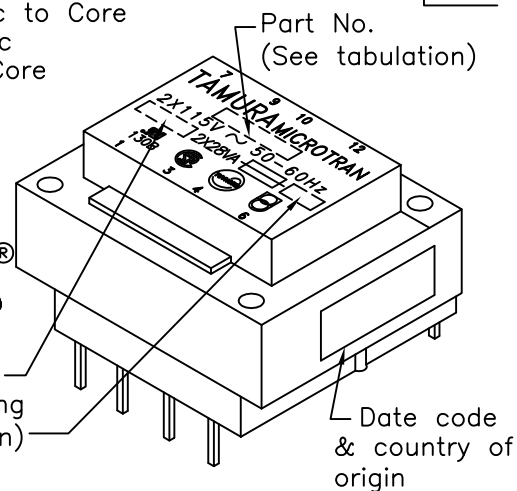 c to Core
c
Core
Part No.
(See tabulation)
7 9 10 12
TAMURA MICROTRAN
2X115V ~ 50-60Hz
130B 2X28VA
1 3 4 6
®
ng
n)
Date code
& country of
origin